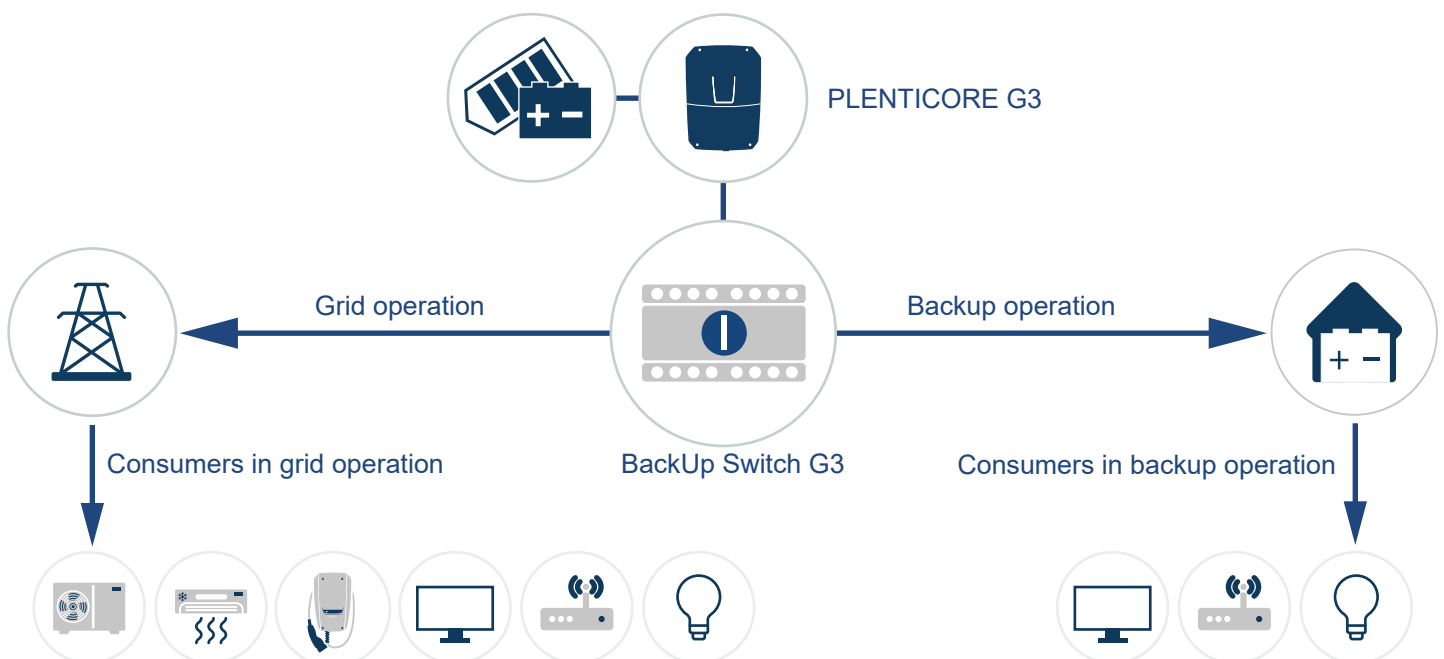 PLENTICORE G3
Grid operation
Backup operation
Consumers in grid operation
BackUp Switch G3
Consumers in backup operation